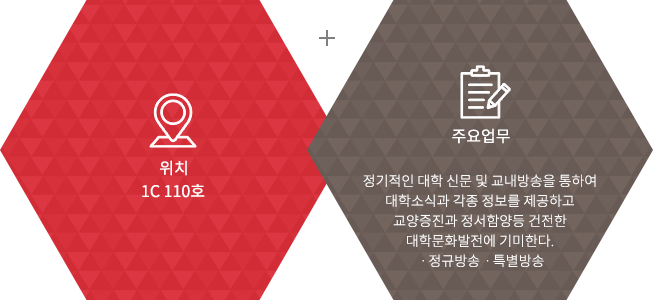 위치
1C 110호
주요업무
정기적인 대학 신문 및 교내방송을 통하여
대학소식과 각종 정보를 제공하고
교양증진과 정서함양등 건전한
대학문화발전에 기미한다.
· 정규방송 · 특별방송